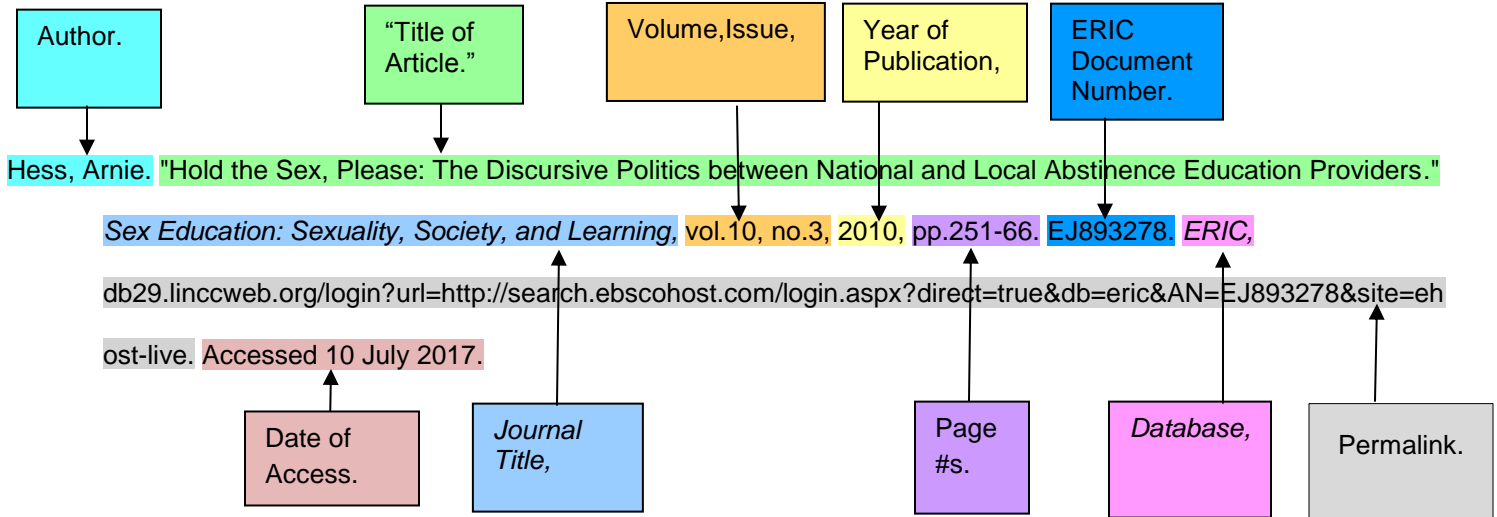 Author.
“Title of
Article.”
Volume,Issue,
Year of
Publication,
ERIC
Document
Number.
Hess, Arnie. "Hold the Sex, Please: The Discursive Politics between National and Local Abstinence Education Providers."
Sex Education: Sexuality, Society, and Learning, vol.10, no.3, 2010, pp.251-66. EJ893278. ERIC,
db29.linccweb.org/login?url=http://search.ebscohost.com/login.aspx?direct=true&db=eric&AN=EJ893278&site=eh
ost-live. Accessed 10 July 2017.
Date of
Access.
Journal
Title,
Page
#s.
Database,
Permalink.